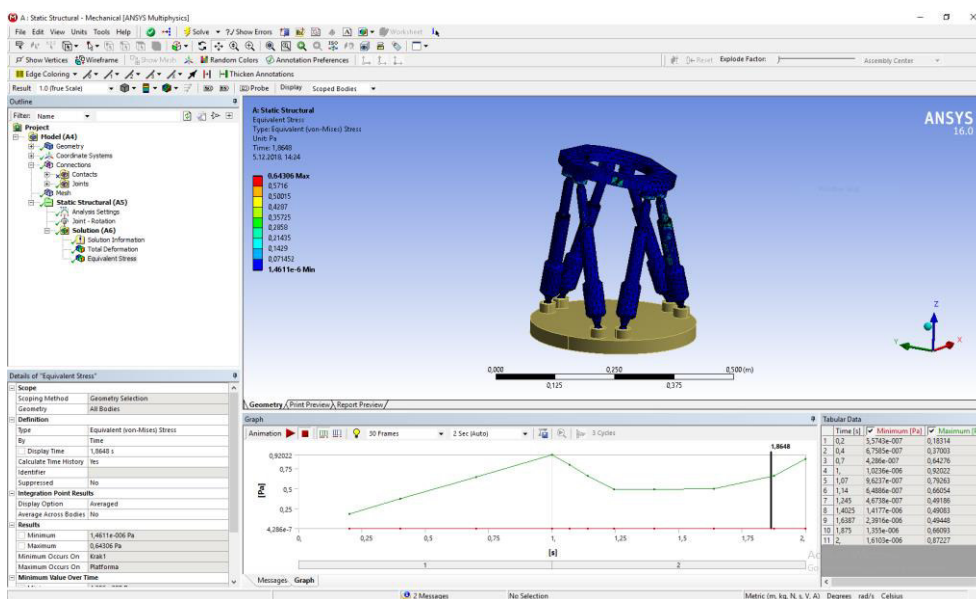 A : Static Structural - Mechanical [ANSYS Multiphysics]
File Edit View Units Tools Help Solve ?/ Show Errors Worksheet
Show Vertices Wireframe Show Mesh Random Colors Annotation Preferences Reset Explode Factor: Assembly Center
Edge Coloring Thicken Annotations
Result 1.0 (True Scale) Probe Display Scoped Bodies
Outline
Filter: Name
Project
Model (A4)
Geometry
Coordinate Systems
Connections
Contacts
Joints
Mesh
Static Structural (A5)
Analysis Settings
Joint - Rotation
Solution (A6)
Solution Information
Total Deformation
Equivalent Stress
A: Static Structural
Equivalent Stress
Type: Equivalent (von-Mises) Stress
Unit: Pa
Time: 1,8648
5.12.2018, 14:24
0,64306 Max
0,5716
0,50015
0,4287
0,35725
0,2858
0,21435
0,1429
0,071452
1,4611e-6 Min
ANSYS
16.0
Z
Y X
0,000 0,250 0,500 (m)
0,125 0,375
Geometry Print Preview Report Preview
Details of "Equivalent Stress"
Scope
Scoping Method Geometry Selection
Geometry All Bodies
Definition
Type Equivalent (von-Mises) Stress
By Time
Display Time 1,8648 s
Calculate Time History Yes
Identifier
Suppressed No
Integration Point Results
Display Option Averaged
Average Across Bodies No
Results
Minimum 1,4611e-006 Pa
Maximum 0,64306 Pa
Minimum Occurs On Krak1
Maximum Occurs On Platforma
Minimum Value Over Time
Graph
Animation 30 Frames 2 Sec (Auto) 3 Cycles
1,8648
0,92022
0,75
0,5
0,25
4,286e-7
[Pa]
0, 0,25 0,5 0,75 1, 1,25 1,5 1,75 2,
[s]
1 2
Messages Graph
Tabular Data
Time [s] Minimum [Pa] Maximum [P
1 0,2 5,5743e-007 0,18314
2 0,4 6,7585e-007 0,37003
3 0,7 4,286e-007 0,64276
4 1, 1,0236e-006 0,92022
5 1,07 9,6237e-007 0,79263
6 1,14 6,4886e-007 0,66054
7 1,245 4,6738e-007 0,49186
8 1,4025 1,4177e-006 0,49083
9 1,6387 2,3916e-006 0,49448
10 1,875 1,355e-006 0,66093
11 2, 1,6103e-006 0,87227
2 Messages No Selection Metric (m, kg, N, s, V, A) Degrees rad/s Celsius